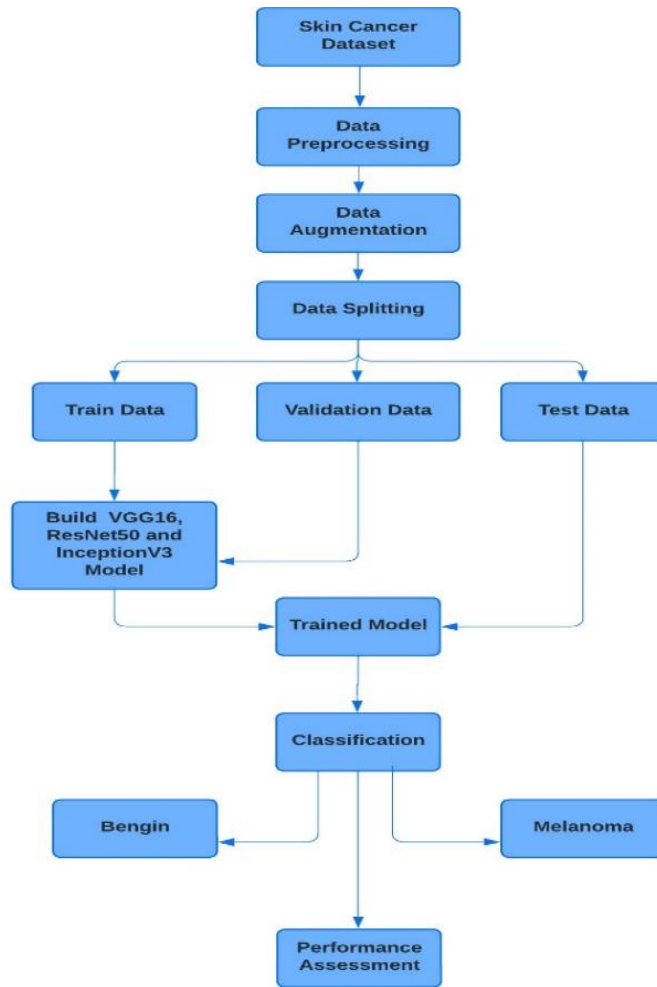 Skin Cancer
Dataset
Data
Preprocessing
Data
Augmentation
Data Splitting
Train Data
Validation Data
Test Data
Build VGG16,
ResNet50 and
InceptionV3
Model
Trained Model
Classification
Bengin
Melanoma
Performance
Assessment